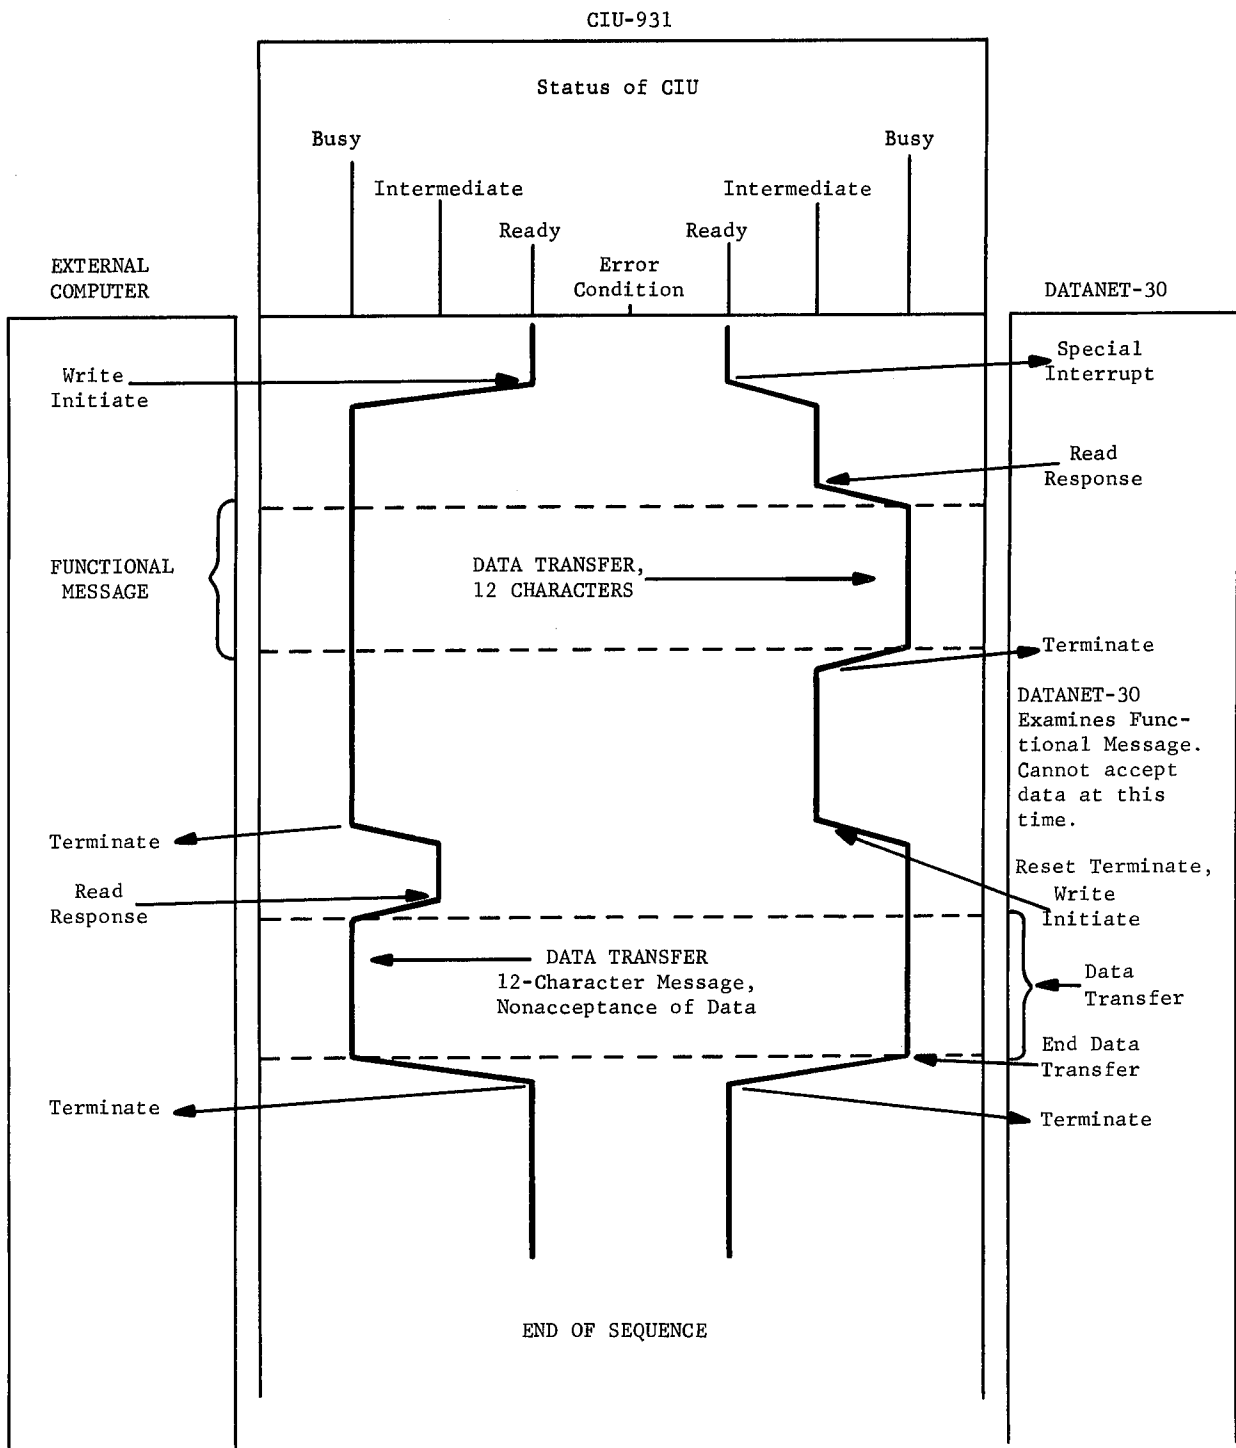 CIU-931
Status of CIU
Busy
Busy
Intermediate
Intermediate
Ready
Ready
Error
Condition
EXTERNAL
COMPUTER
DATANET-30
Write
Initiate
Special
Interrupt
Read
Response
FUNCTIONAL
MESSAGE
DATA TRANSFER,
12 CHARACTERS
Terminate
DATANET-30
Examines Func-
tional Message.
Cannot accept
data at this
time.
Terminate
Reset Terminate,
Write
Initiate
Read
Response
DATA TRANSFER
12-Character Message,
Nonacceptance of Data
Data
Transfer
End Data
Transfer
Terminate
Terminate
END OF SEQUENCE